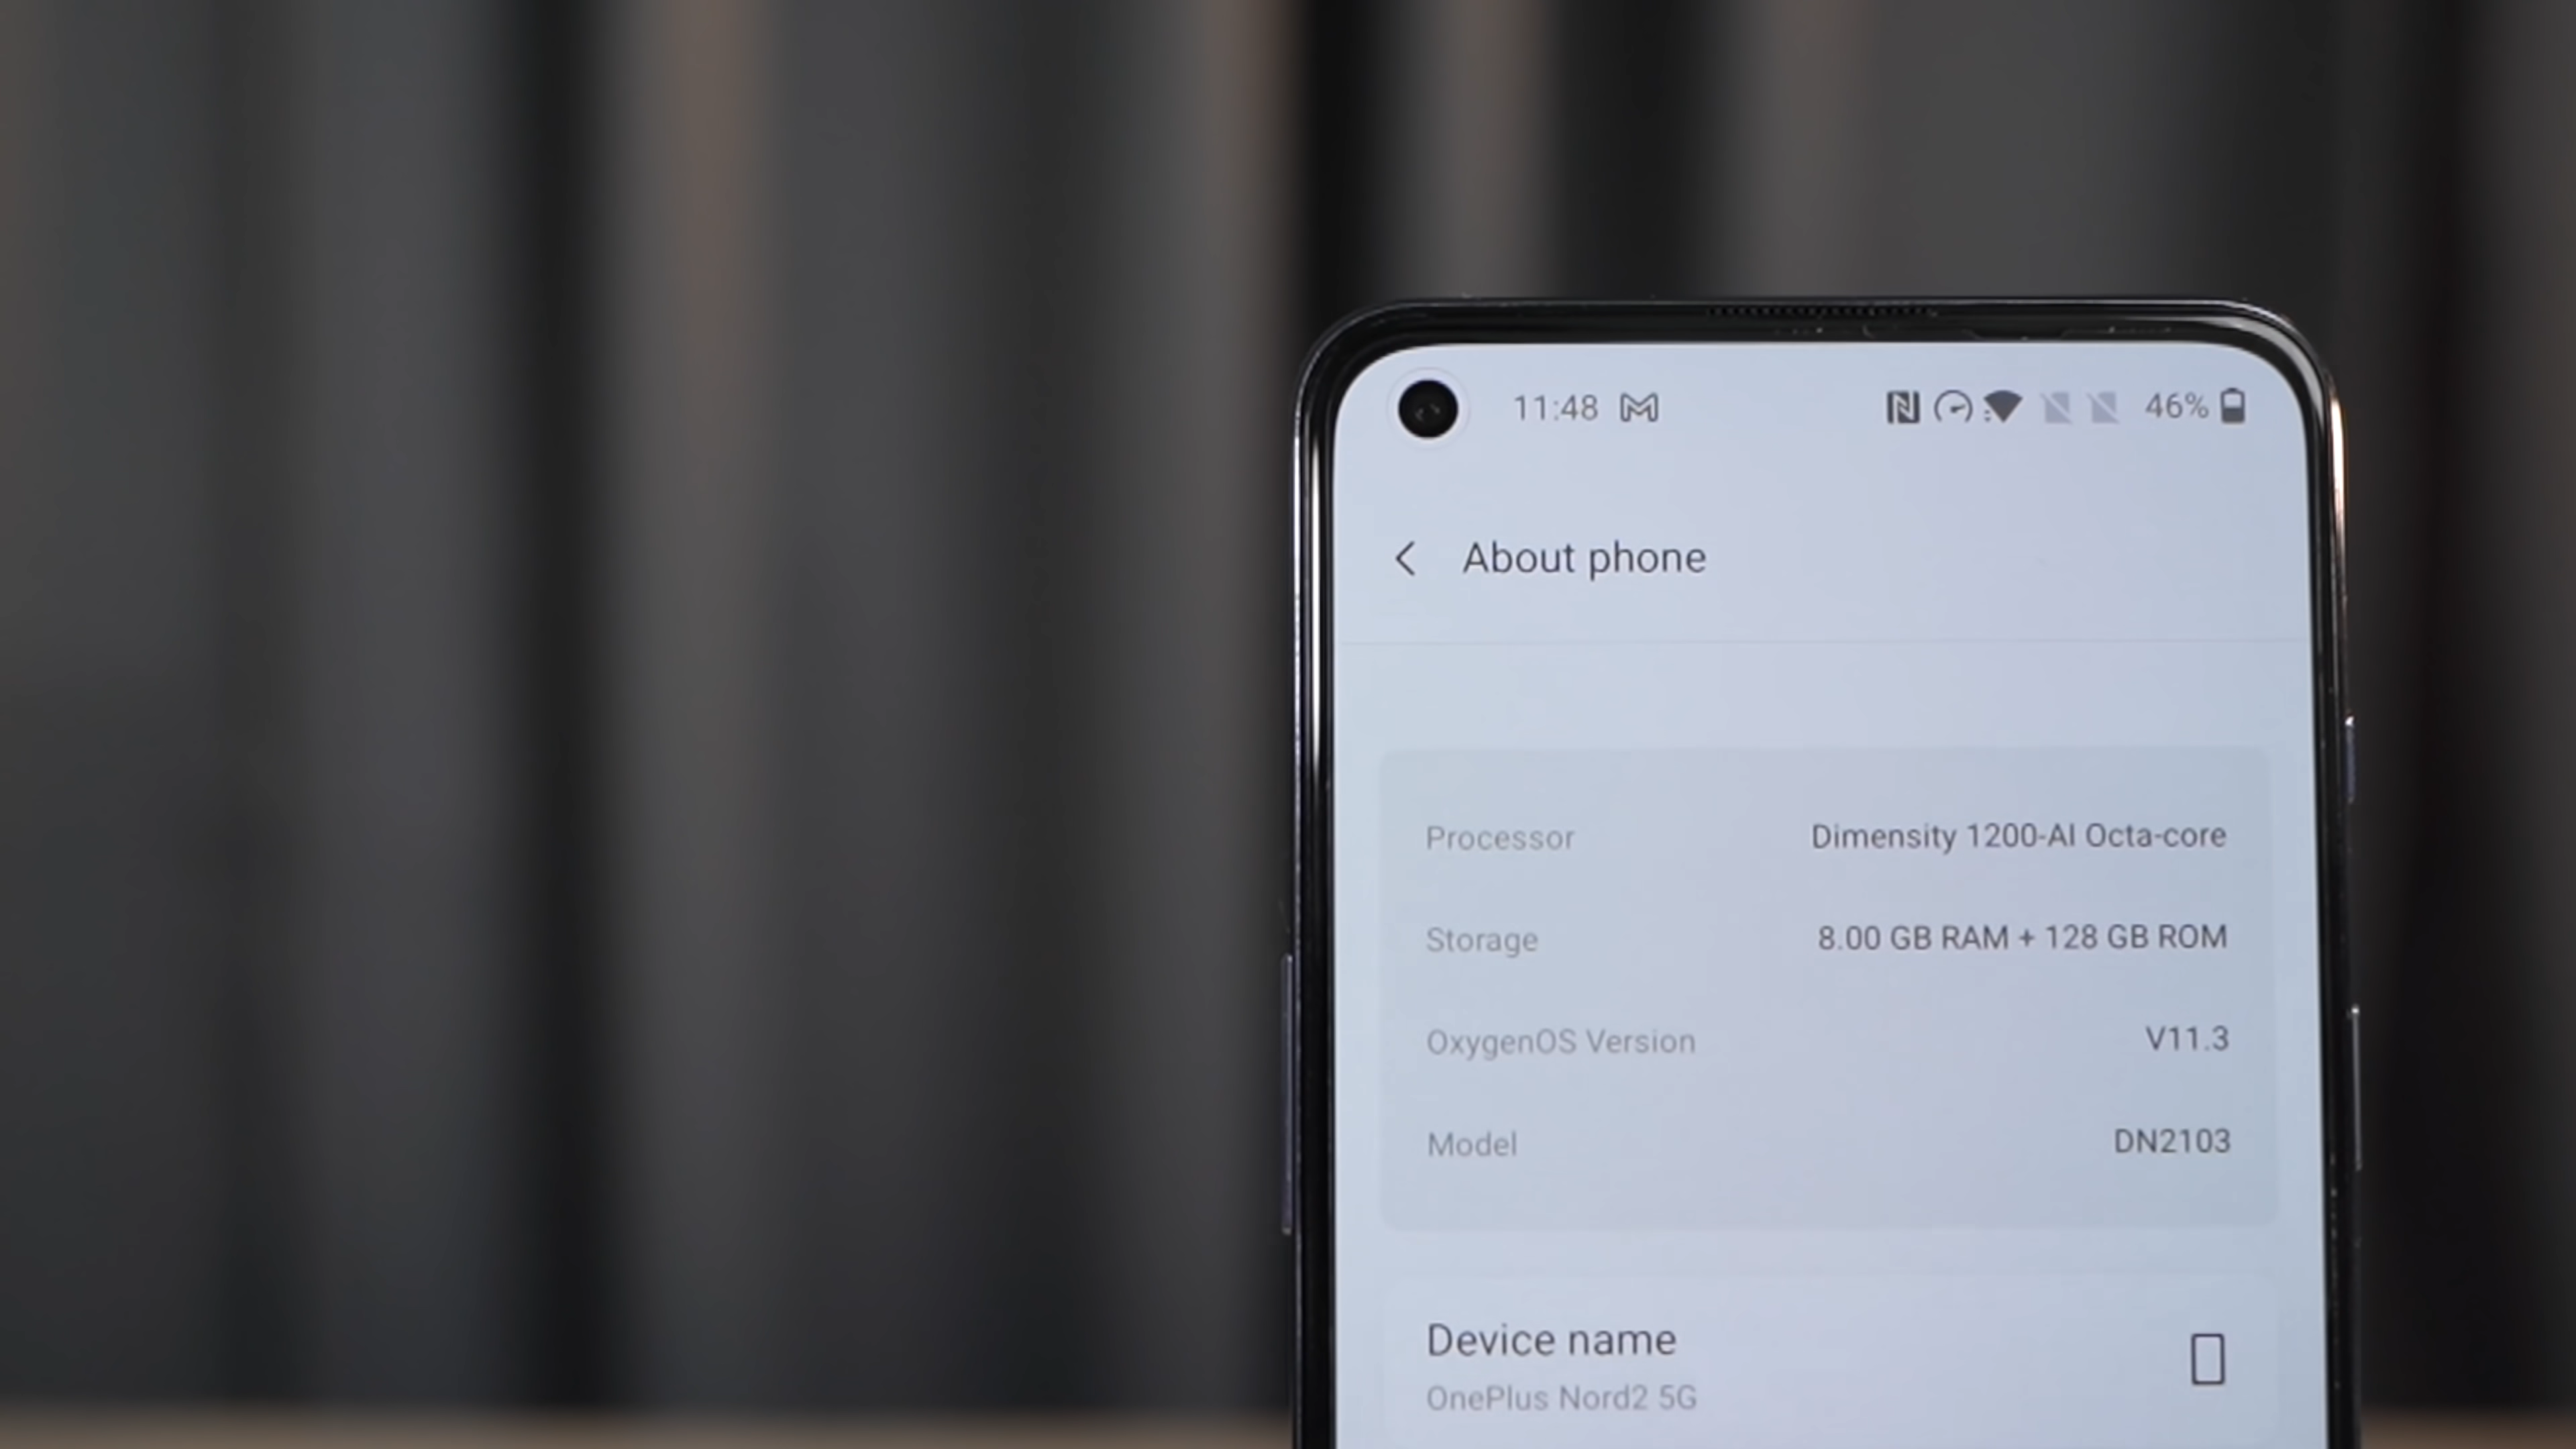 11:48 46%
About phone
Processor Dimensity 1200-AI Octa-core
Storage 8.00 GB RAM + 128 GB ROM
OxygenOS Version V11.3
Model DN2103
Device name
OnePlus Nord2 5G